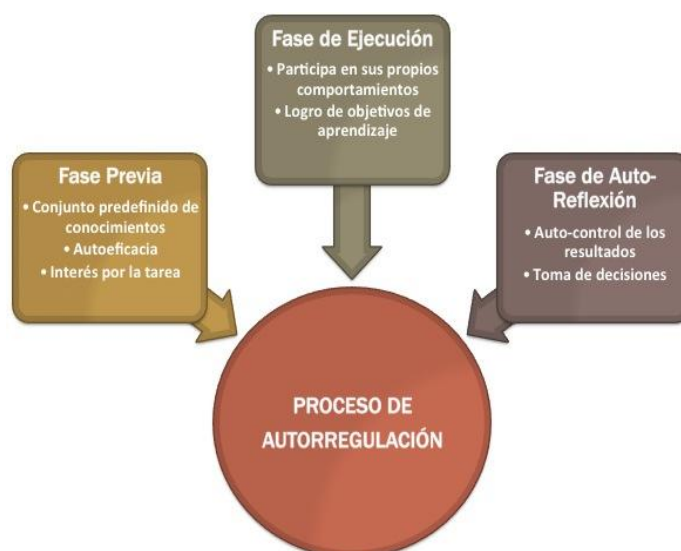 Fase de Ejecución
• Participa en sus propios
comportamientos
• Logro de objetivos de
aprendizaje
Fase Previa
• Conjunto predefinido de
conocimientos
• Autoeficacia
• Interés por la tarea
Fase de Auto-
Reflexión
• Auto-control de los
resultados
• Toma de decisiones
PROCESO DE
AUTORREGULACIÓN